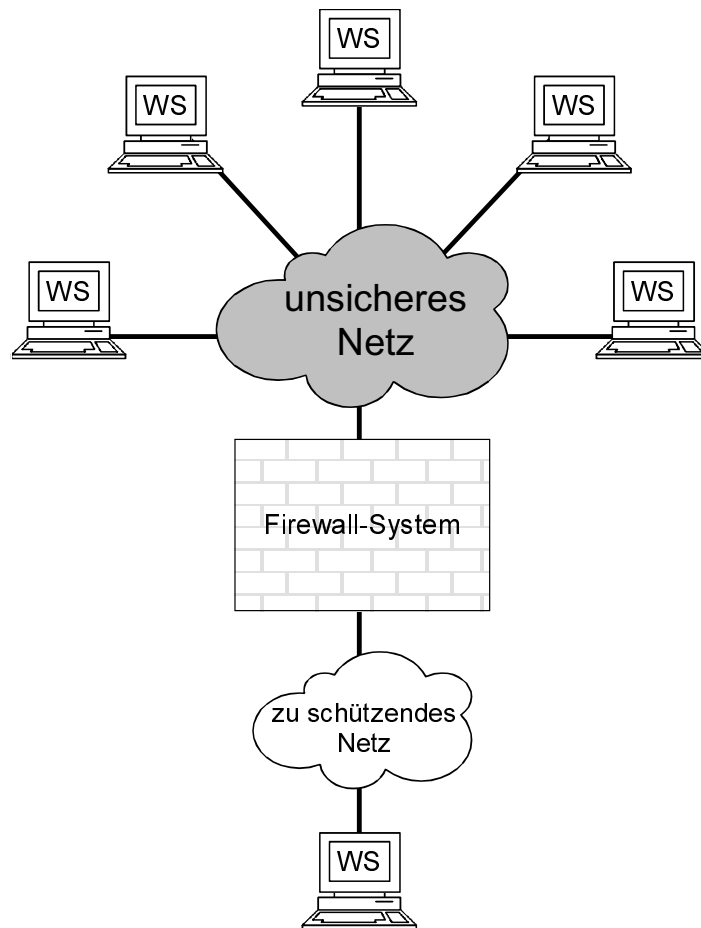 WS
WS
WS
WS
WS
unsicheres
Netz
Firewall-System
zu schützendes
Netz
WS